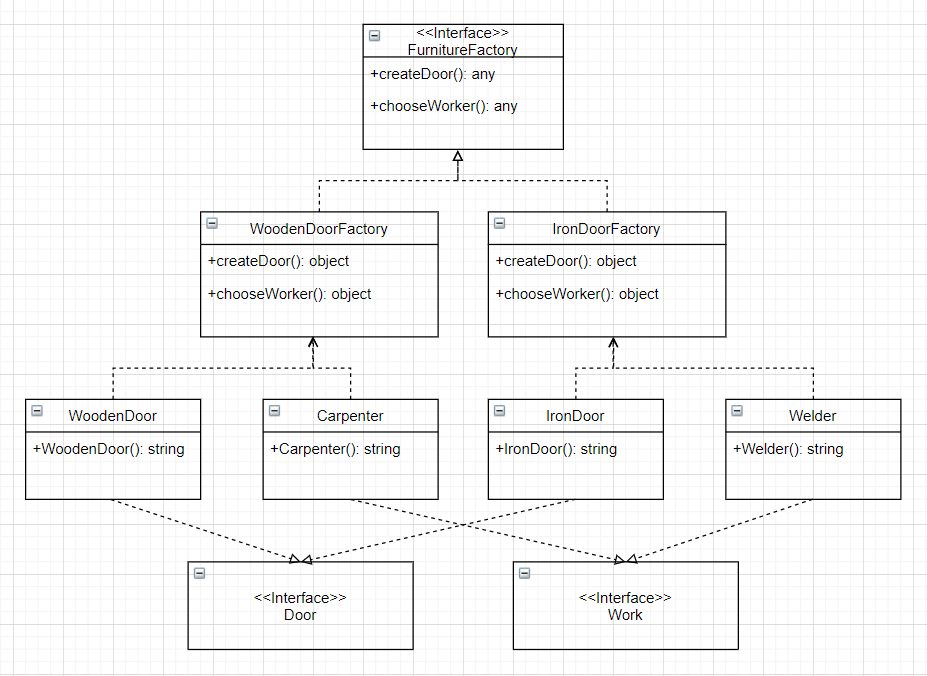 <<Interface>>
FurnitureFactory
+createDoor(): any
+chooseWorker(): any
WoodenDoorFactory
+createDoor(): object
+chooseWorker(): object
IronDoorFactory
+createDoor(): object
+chooseWorker(): object
WoodenDoor
+WoodenDoor(): string
Carpenter
+Carpenter(): string
IronDoor
+IronDoor(): string
Welder
+Welder(): string
<<Interface>>
Door
<<Interface>>
Work